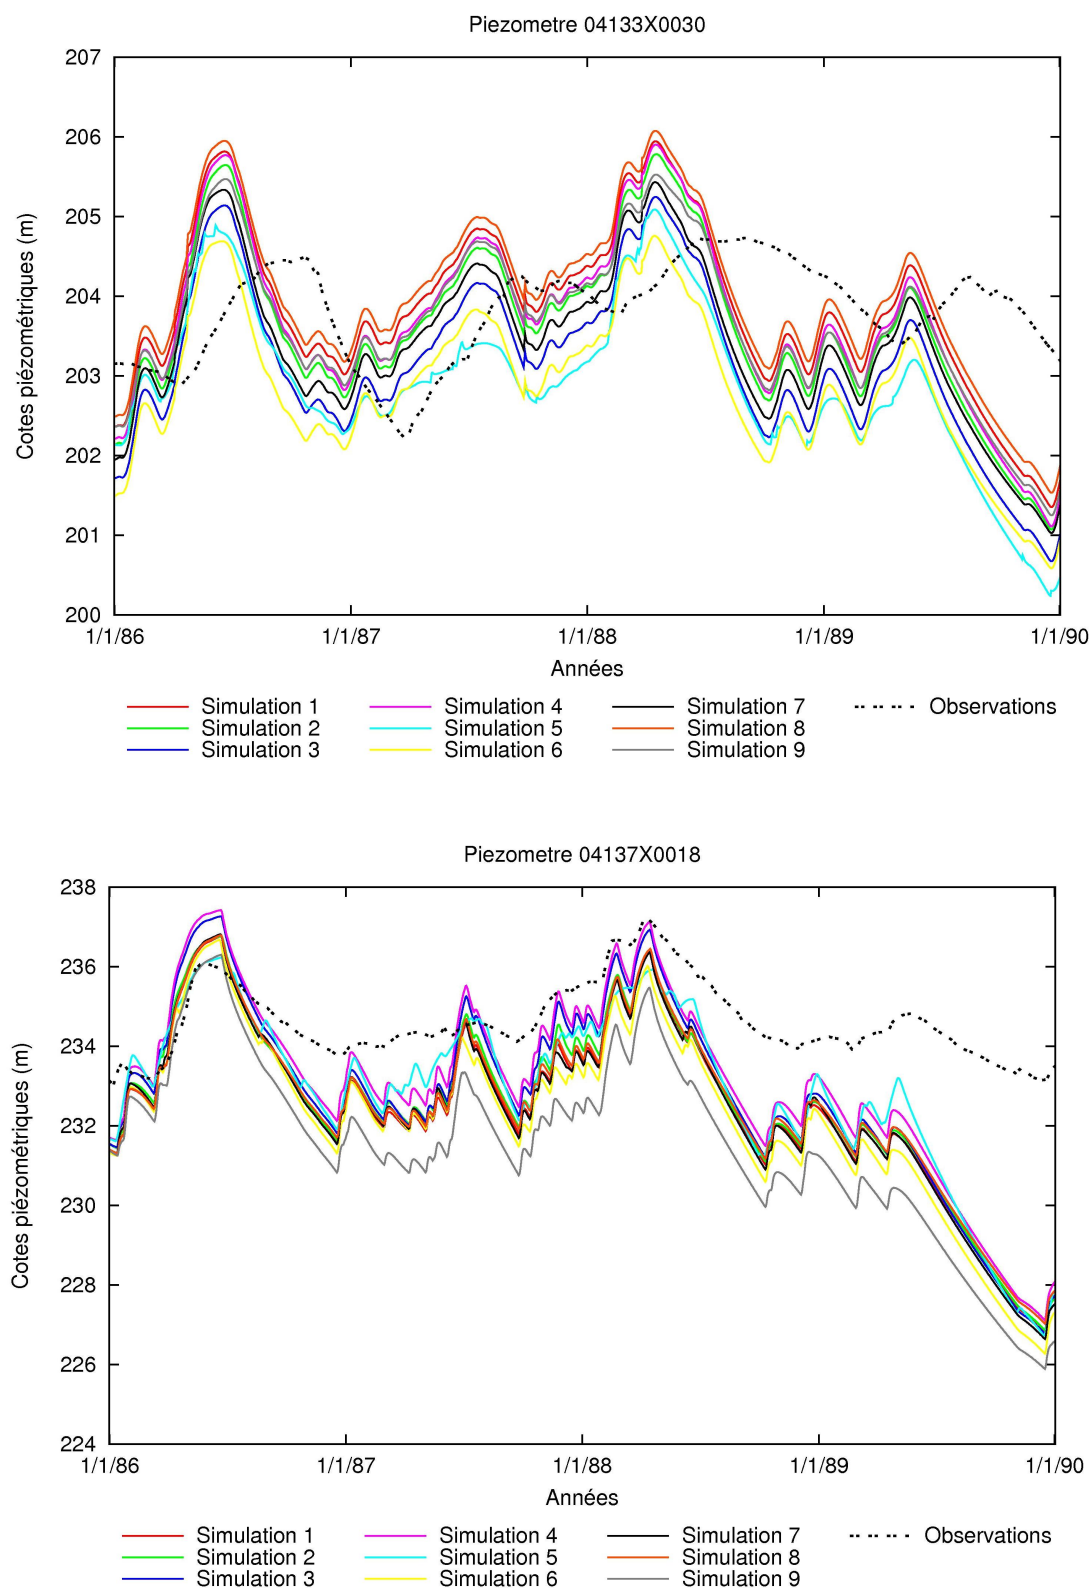 Piezometre 04133X0030
207
206
205
204
203
202
201
200
Cotes piézométriques (m)
1/1/86 1/1/87 1/1/88 1/1/89 1/1/90
Années
Simulation 1 Simulation 4 Simulation 7 Observations
Simulation 2 Simulation 5 Simulation 8
Simulation 3 Simulation 6 Simulation 9
Piezometre 04137X0018
238
236
234
232
230
228
226
224
Cotes piézométriques (m)
1/1/86 1/1/87 1/1/88 1/1/89 1/1/90
Années
Simulation 1 Simulation 4 Simulation 7 Observations
Simulation 2 Simulation 5 Simulation 8
Simulation 3 Simulation 6 Simulation 9